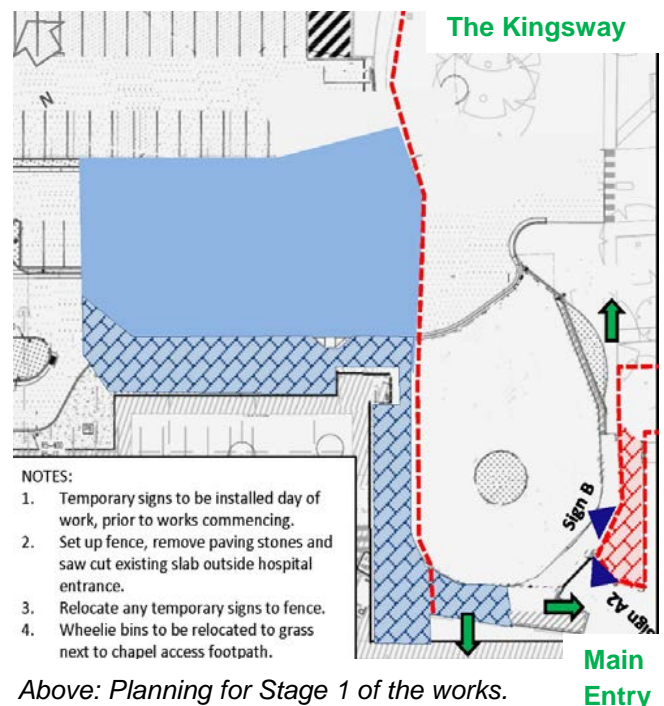 The Kingsway
N
Sign B
Sign A2
NOTES:
1. Temporary signs to be installed day of
work, prior to works commencing.
2. Set up fence, remove paving stones and
saw cut existing slab outside hospital
entrance.
3. Relocate any temporary signs to fence.
4. Wheelie bins to be relocated to grass
next to chapel access footpath.
Main
Entry
Above: Planning for Stage 1 of the works.